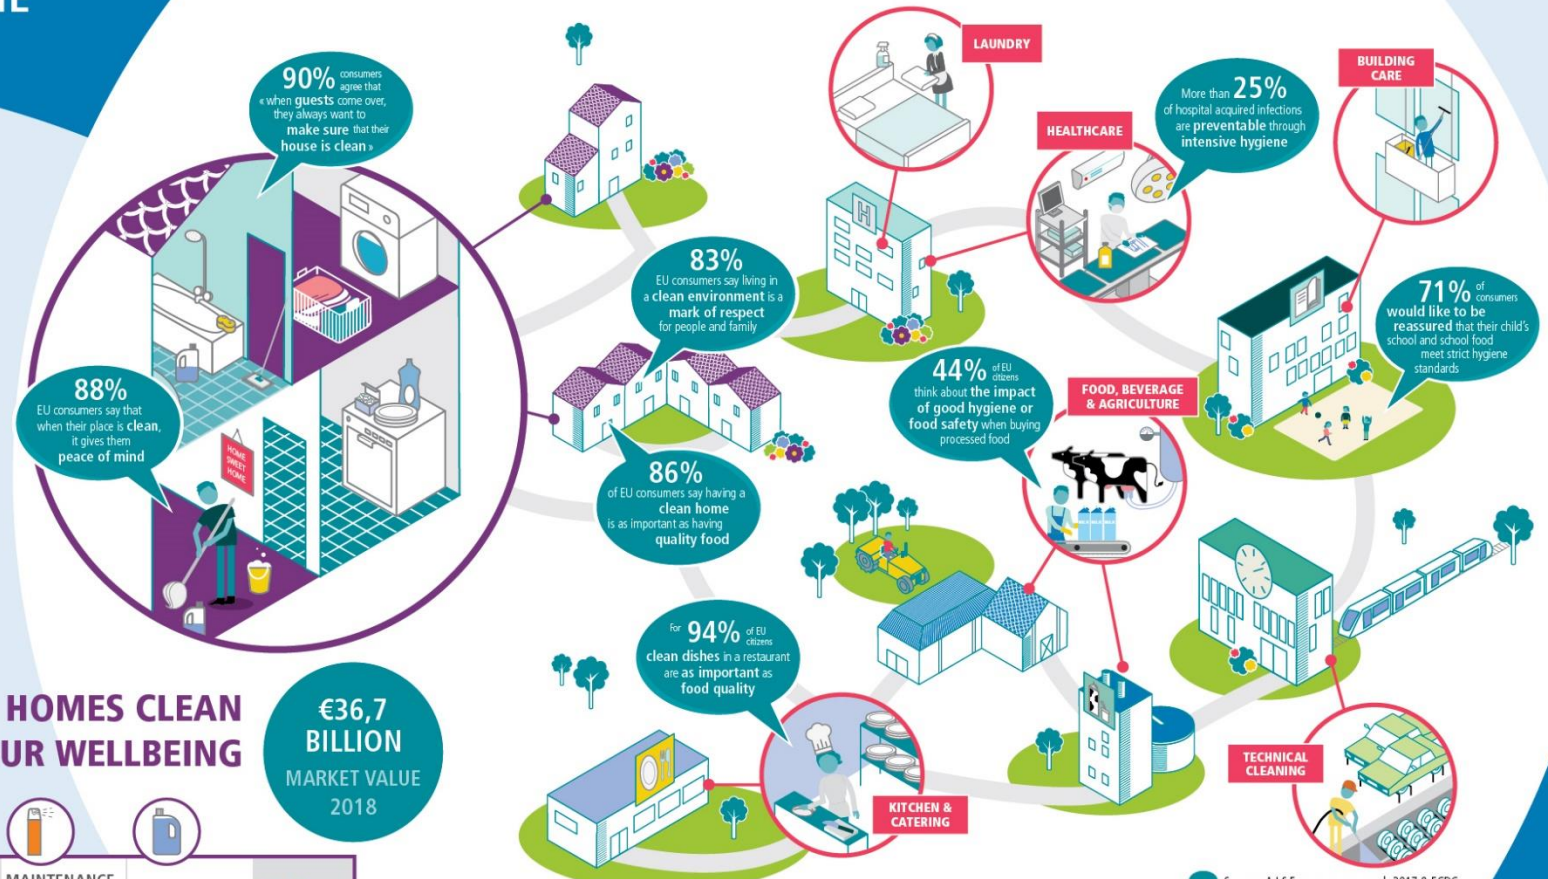 90% consumers
agree that
« when guests come over,
they always want to
make sure that their
house is clean »
88%
EU consumers say that
when their place is clean,
it gives them
peace of mind
HOME
SWEET
HOME
83%
EU consumers say living in
a clean environment is a
mark of respect
for people and family
86%
of EU consumers say having a
clean home
is as important as having
quality food
LAUNDRY
HEALTHCARE
More than 25%
of hospital acquired infections
are preventable through
intensive hygiene
BUILDING
CARE
H
71% of
consumers
would like to be
reassured that their child's
school and school food
meet strict hygiene
standards
44% of EU
citizens
think about the impact
of good hygiene or
food safety when buying
processed food
FOOD, BEVERAGE
& AGRICULTURE
For 94% of EU
citizens
clean dishes in a restaurant
are as important as
food quality
KITCHEN &
CATERING
TECHNICAL
CLEANING
HOMES CLEAN
UR WELLBEING
€36,7
BILLION
MARKET VALUE
2018
MAINTENANCE